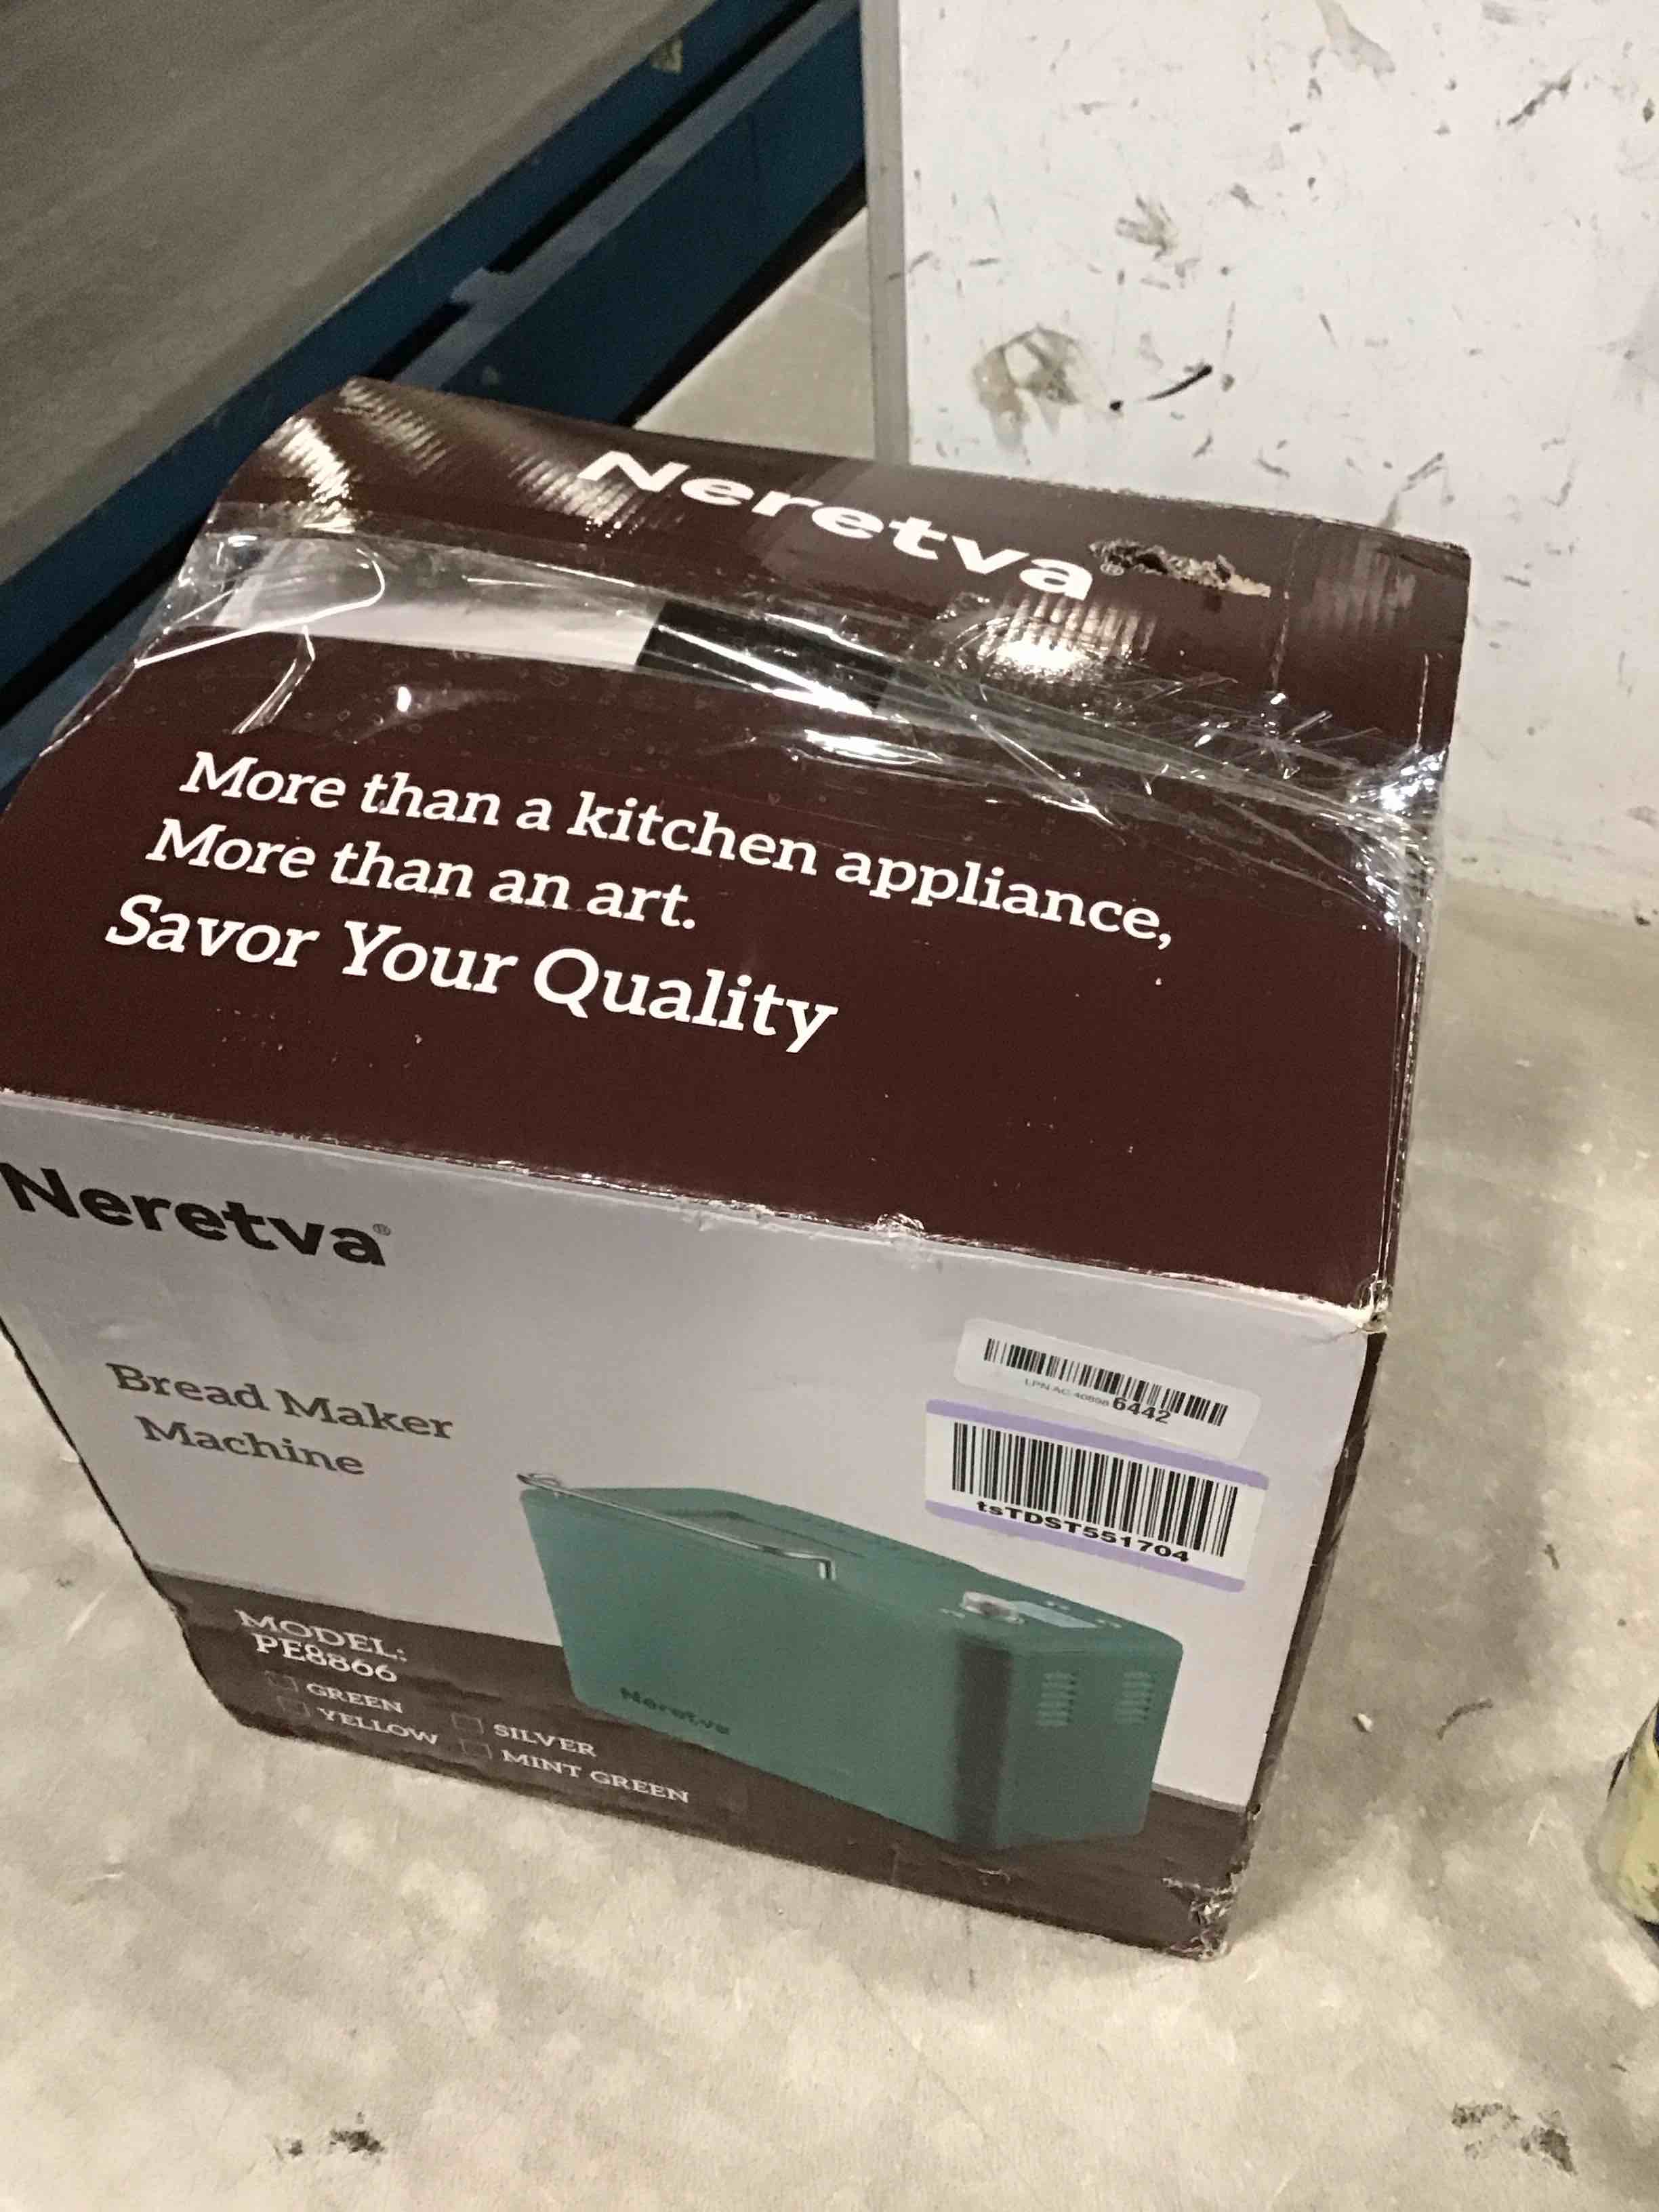 Neretva®
More than a kitchen appliance,
More than an art.
Savor Your Quality
Neretva®
Bread Maker
Machine
6442
tsTDST551704
Neretva
MODEL:
PE8866
GREEN
YELLOW
SILVER
MINT GREEN